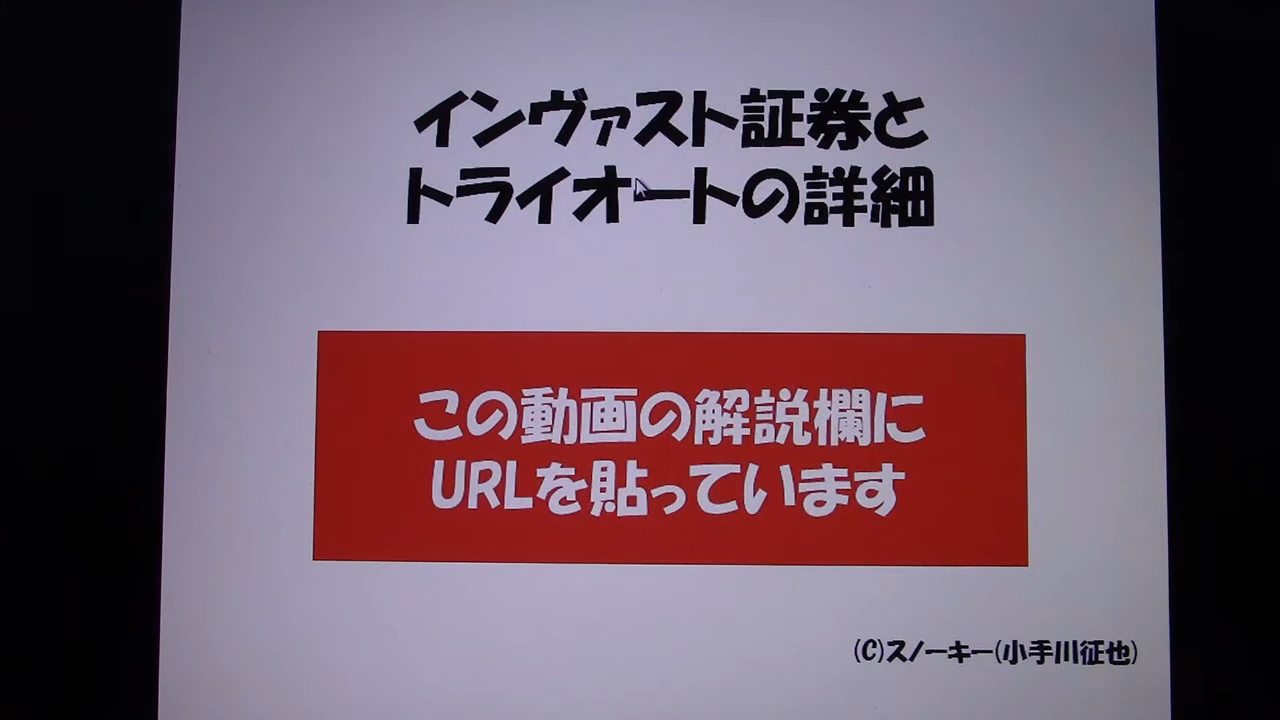 インヴァスト証券と
トライオートの詳細
この動画の解説欄に
URLを貼っています
(C)スノーキー(小手川征也)